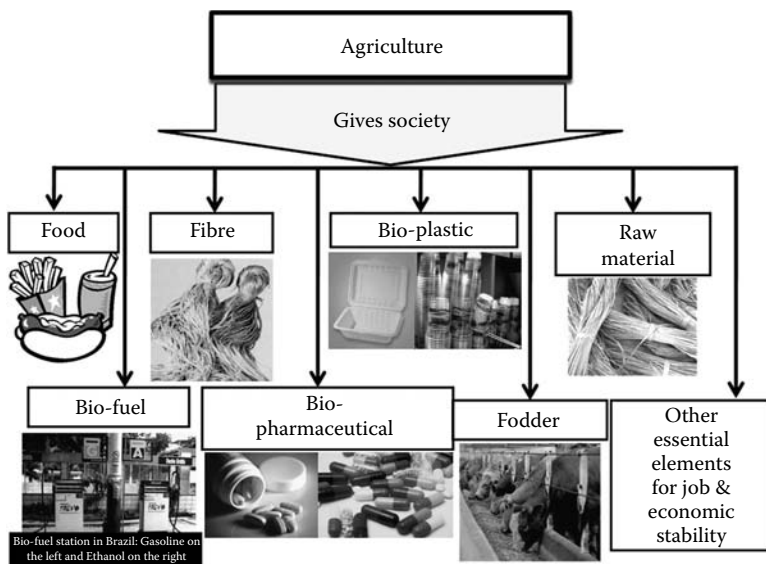 Agriculture
Gives society
Food
Fibre
Bio-plastic
Raw
material
Bio-fuel
Bio-
pharmaceutical
Fodder
Other
essential
elements
for job &
economic
stability
G
A
Bio-fuel station in Brazil: Gasoline on
the left and Ethanol on the right